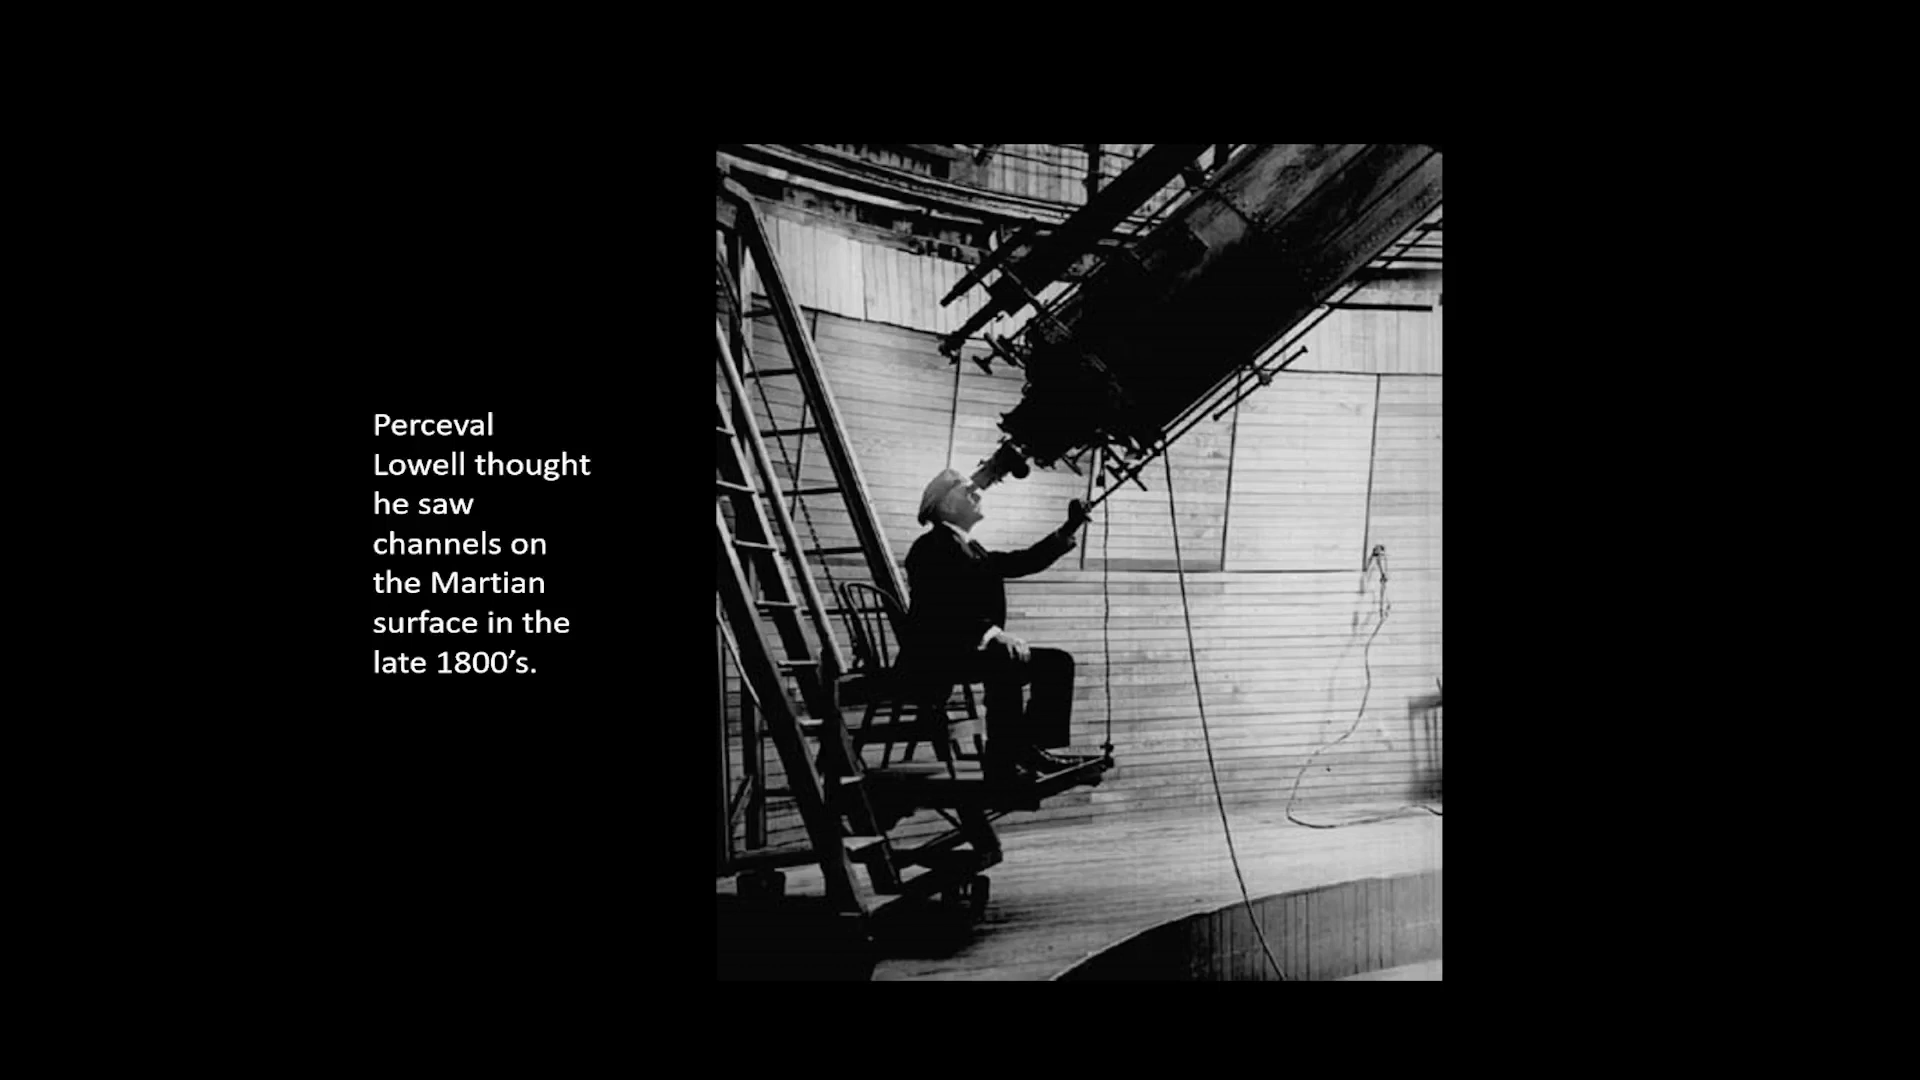 Perceval
Lowell thought
he saw
channels on
the Martian
surface in the
late 1800’s.